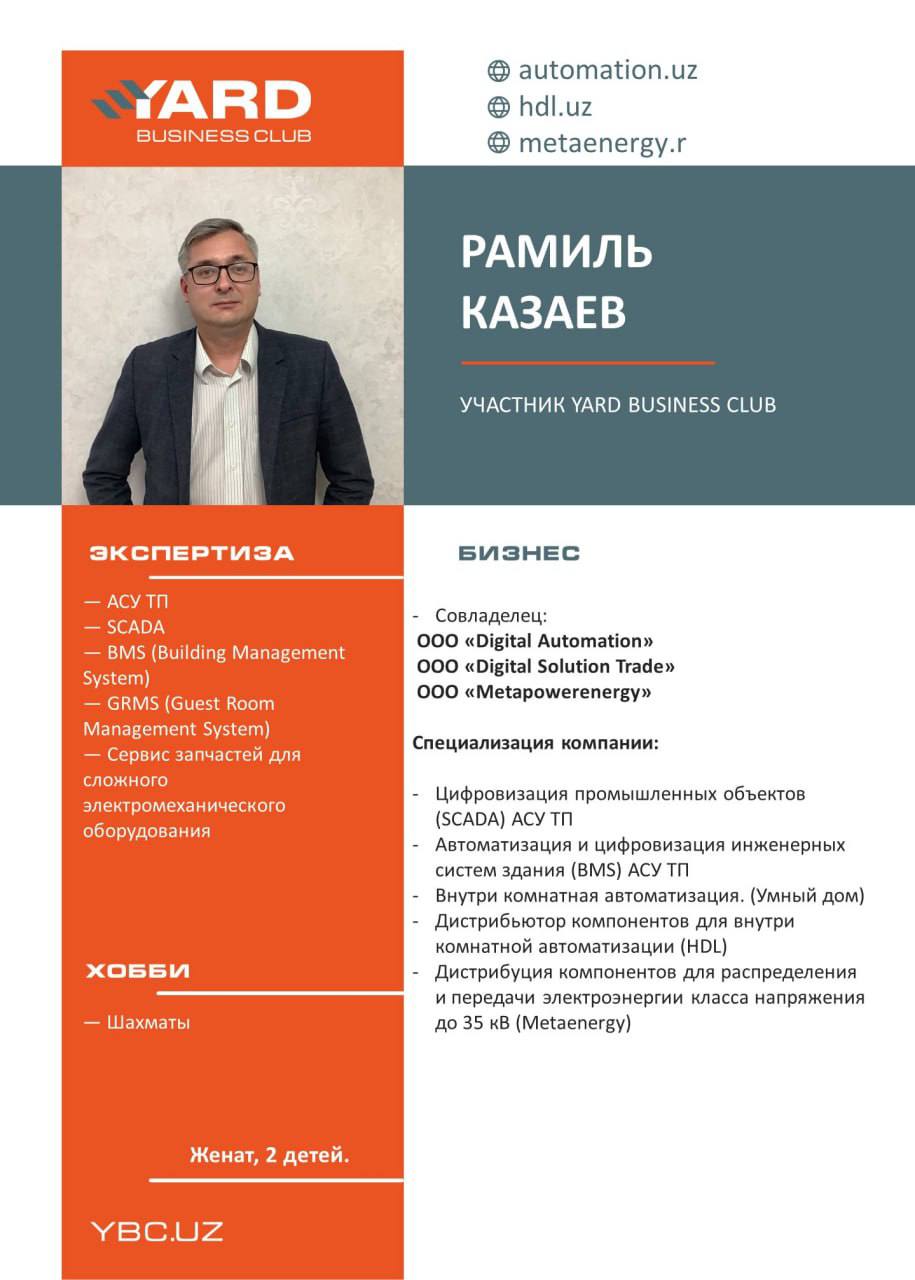 YARD
BUSINESS CLUB
automation.uz
hdl.uz
metaenergy.r
РАМИЛЬ
КАЗАЕВ
УЧАСТНИК YARD BUSINESS CLUB
ЭКСПЕРТИЗА
— АСУ ТП
— SCADA
— BMS (Building Management
System)
— GRMS (Guest Room
Management System)
— Сервис запчастей для
сложного
электромеханического
оборудования
ХОББИ
— Шахматы
Женат, 2 детей.
YBC.UZ
БИЗНЕС
- Совладелец:
ООО «Digital Automation»
ООО «Digital Solution Trade»
ООО «Metapowerenergy»
Специализация компании:
- Цифровизация промышленных объектов
(SCADA) АСУ ТП
- Автоматизация и цифровизация инженерных
систем здания (BMS) АСУ ТП
- Внутри комнатная автоматизация. (Умный дом)
- Дистрибьютор компонентов для внутри
комнатной автоматизации (HDL)
- Дистрибуция компонентов для распределения
и передачи электроэнергии класса напряжения
до 35 кВ (Metaenergy)